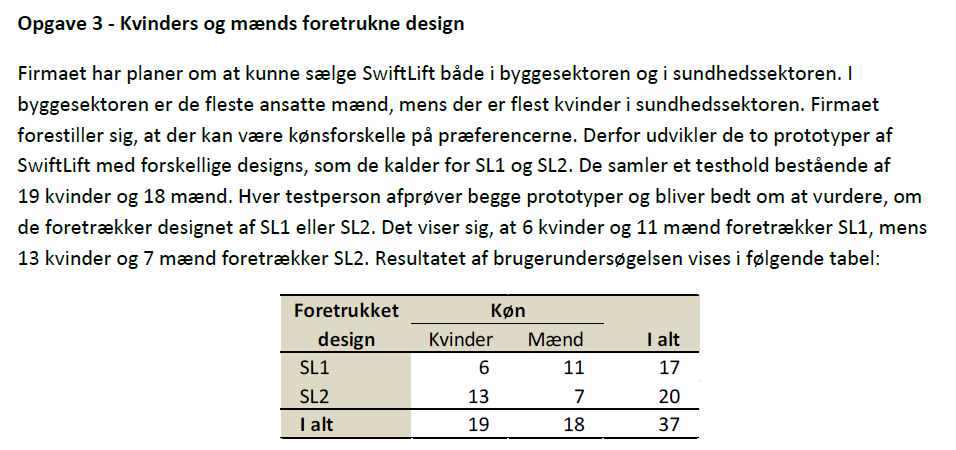 Opgave 3 - Kvinders og mænds foretrukne design
Firmaet har planer om at kunne sælge SwiftLift både i byggesektoren og i sundhedssektoren. I
byggesektoren er de fleste ansatte mænd, mens der er flest kvinder i sundhedssektoren. Firmaet
forestiller sig, at der kan være kønsforskelle på præferencerne. Derfor udvikler de to prototyper af
SwiftLift med forskellige designs, som de kalder for SL1 og SL2. De samler et testhold bestående af
19 kvinder og 18 mænd. Hver testperson afprøver begge prototyper og bliver bedt om at vurdere, om
de foretrækker designet af SL1 eller SL2. Det viser sig, at 6 kvinder og 11 mænd foretrækker SL1, mens
13 kvinder og 7 mænd foretrækker SL2. Resultatet af brugerundersøgelsen vises i følgende tabel:
Foretrukket Køn
design Kvinder Mænd I alt
SL1 6 11 17
SL2 13 7 20
I alt 19 18 37